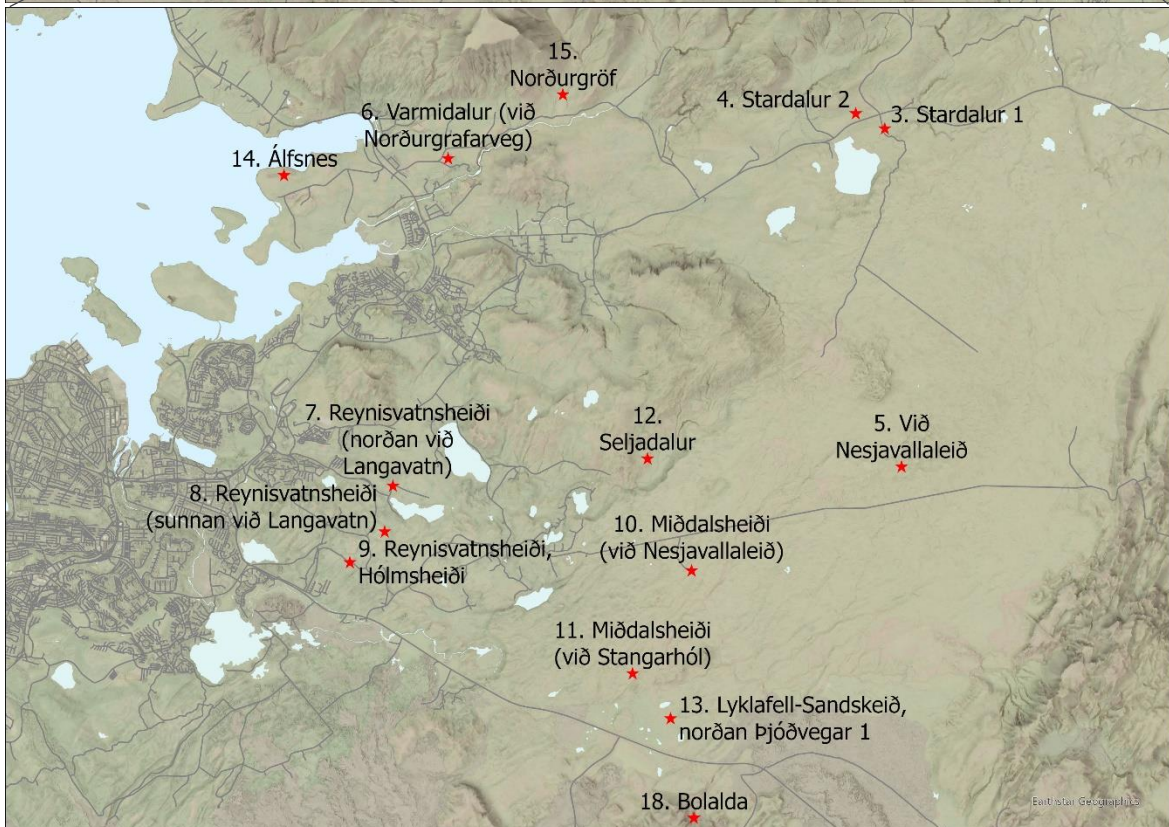 15.
Norðurgröf
4. Stardalur 2
3. Stardalur 1
6. Varmidalur (við
Norðurgrafarveg)
14. Álfsnes
7. Reynisvatnsheiði
(norðan við
Langavatn)
12.
Seljadalur
5. Við
Nesjavallaleið
8. Reynisvatnsheiði
(sunnan við Langavatn)
9. Reynisvatnsheiði,
Hólmsheiði
10. Miðdalsheiði
(við Nesjavallaleið)
11. Miðdalsheiði
(við Stangarhól)
13. Lyklafell-Sandskeið,
norðan Þjóðvegar 1
18. Bolalda
Earthstar Geographics